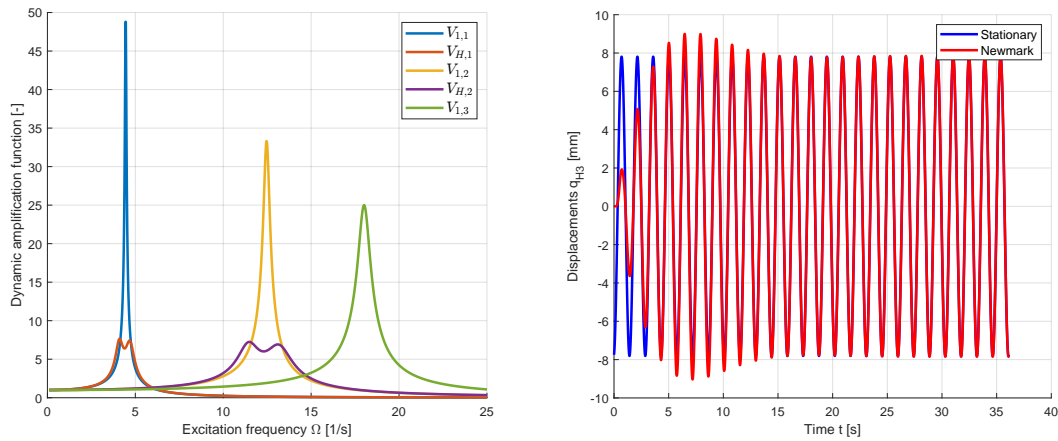 50
45
40
35
30
25
20
15
10
5
0
Dynamic amplification function [-]
V1,1
VH,1
V1,2
VH,2
V1,3
0 5 10 15 20 25
Excitation frequency Ω [1/s]
10
8
6
4
2
0
-2
-4
-6
-8
-10
Displacements qH3 [mm]
Stationary
Newmark
0 5 10 15 20 25 30 35 40
Time t [s]